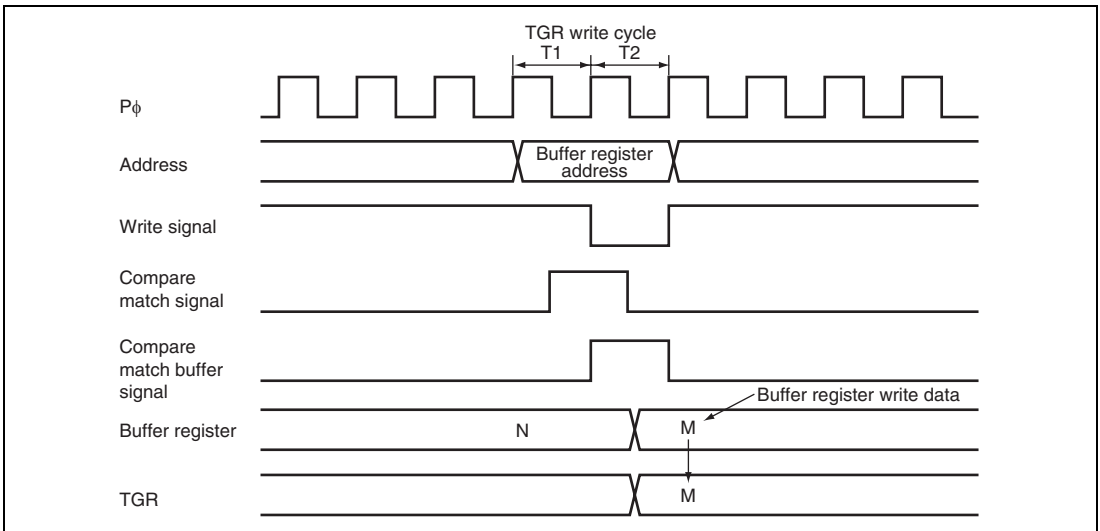 TGR write cycle
T1 T2
Pϕ
Address
Buffer register
address
Write signal
Compare
match signal
Compare
match buffer
signal
Buffer register write data
Buffer register
N
M
TGR
M